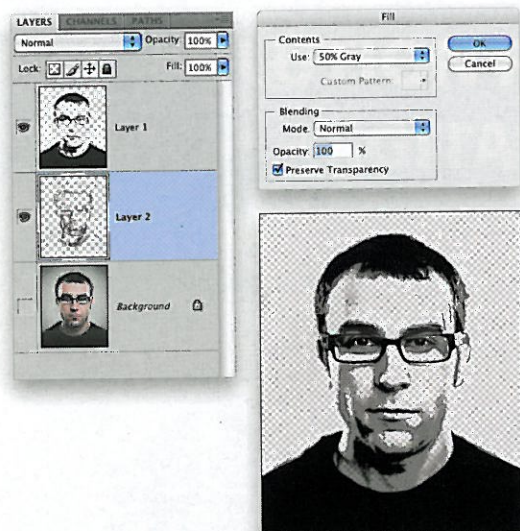 LAYERS CHANNELS PATHS
Normal Opacity: 100%
Lock: Fill: 100%
Layer 1
Layer 2
Background
Fill
Contents
Use: 50% Gray
Custom Pattern:
Blending
Mode: Normal
Opacity: 100 %
Preserve Transparency
OK
Cancel